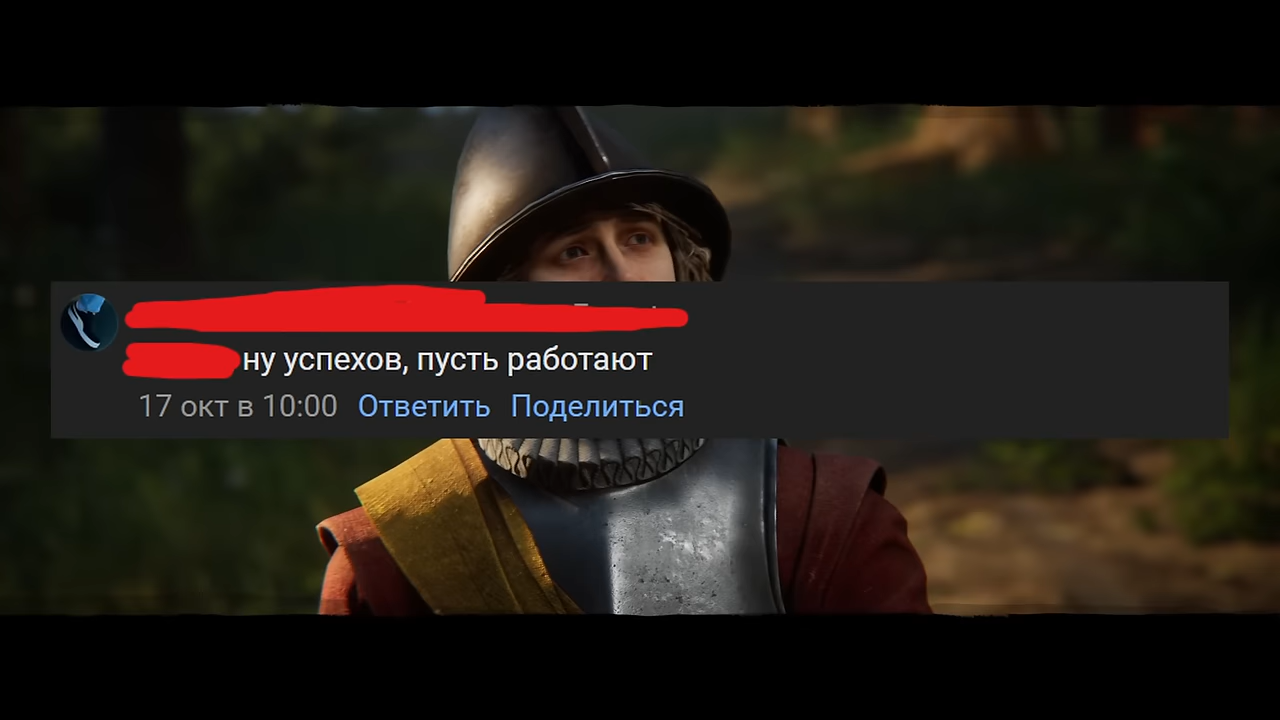 ну успехов, пусть работают
17 окт в 10:00 Ответить Поделиться